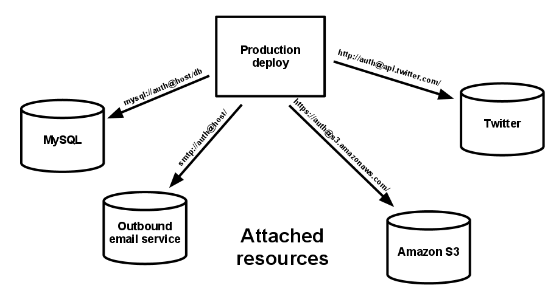 Production
deploy
mysql://auth@host/db
http://auth@api.twitter.com/
smtp://auth@host/
https://auth@s3.amazonaws.com/
MySQL
Twitter
Outbound
email service
Attached
resources
Amazon S3